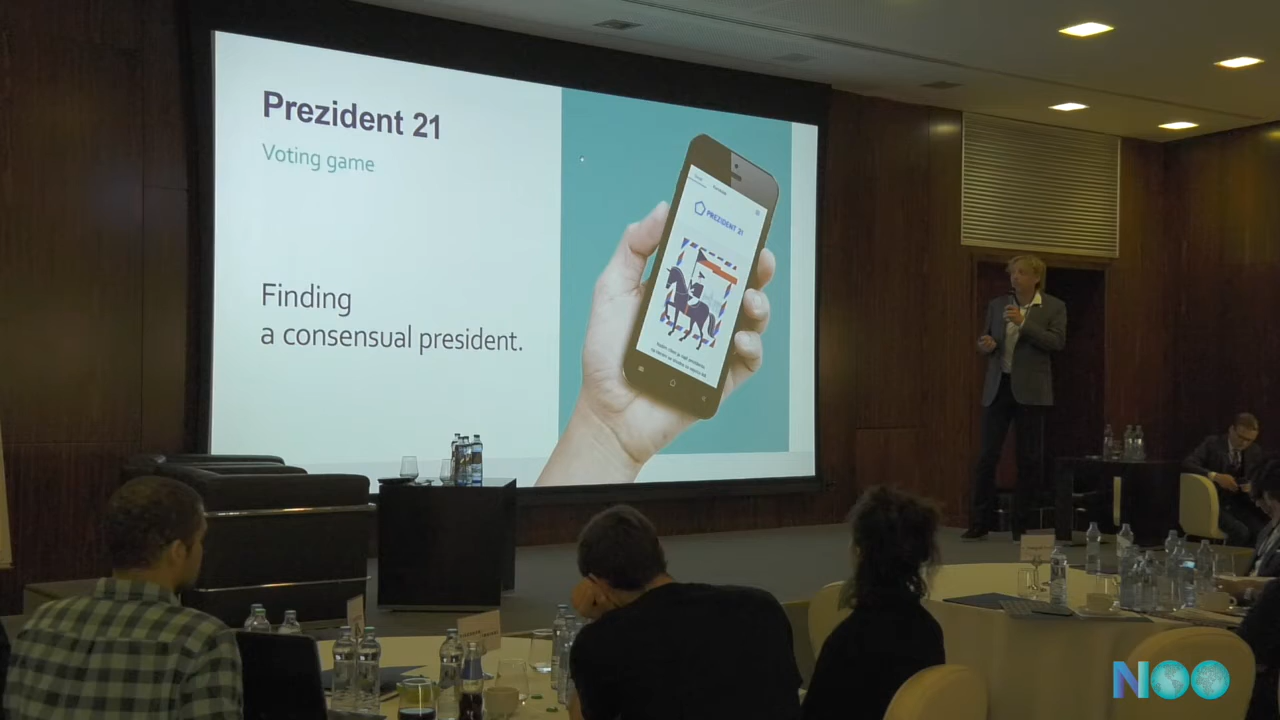 Prezident 21
Voting game
Finding
a consensual president.
PREZIDENT 21
NOO